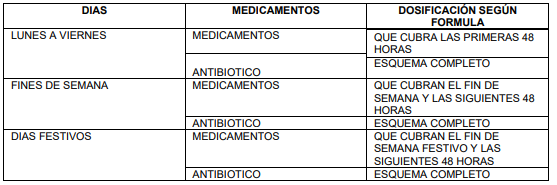 DIAS MEDICAMENTOS DOSIFICACIÓN SEGÚN
FORMULA
LUNES A VIERNES MEDICAMENTOS QUE CUBRA LAS PRIMERAS 48
HORAS
ANTIBIOTICO ESQUEMA COMPLETO
FINES DE SEMANA MEDICAMENTOS QUE CUBRAN EL FIN DE
SEMANA Y LAS SIGUIENTES 48
HORAS
ANTIBIOTICO ESQUEMA COMPLETO
DIAS FESTIVOS MEDICAMENTOS QUE CUBRAN EL FIN DE
SEMANA FESTIVO Y LAS
SIGUIENTES 48 HORAS
ANTIBIOTICO ESQUEMA COMPLETO